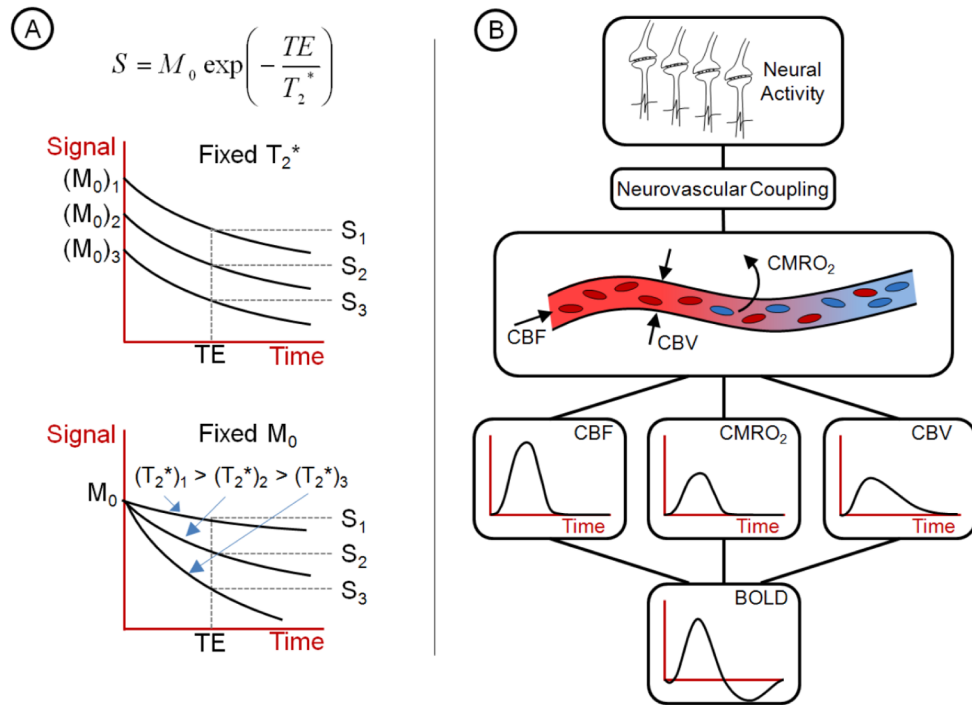 A
S = M₀ exp(−TE/T₂*)
Signal
Fixed T₂*
(M₀)₁
(M₀)₂
(M₀)₃
S₁
S₂
S₃
TE
Time
Signal
Fixed M₀
(T₂*)₁ > (T₂*)₂ > (T₂*)₃
M₀
S₁
S₂
S₃
TE
Time
B
Neural
Activity
Neurovascular Coupling
CMRO₂
CBF
CBV
CBF
Time
CMRO₂
Time
CBV
Time
BOLD